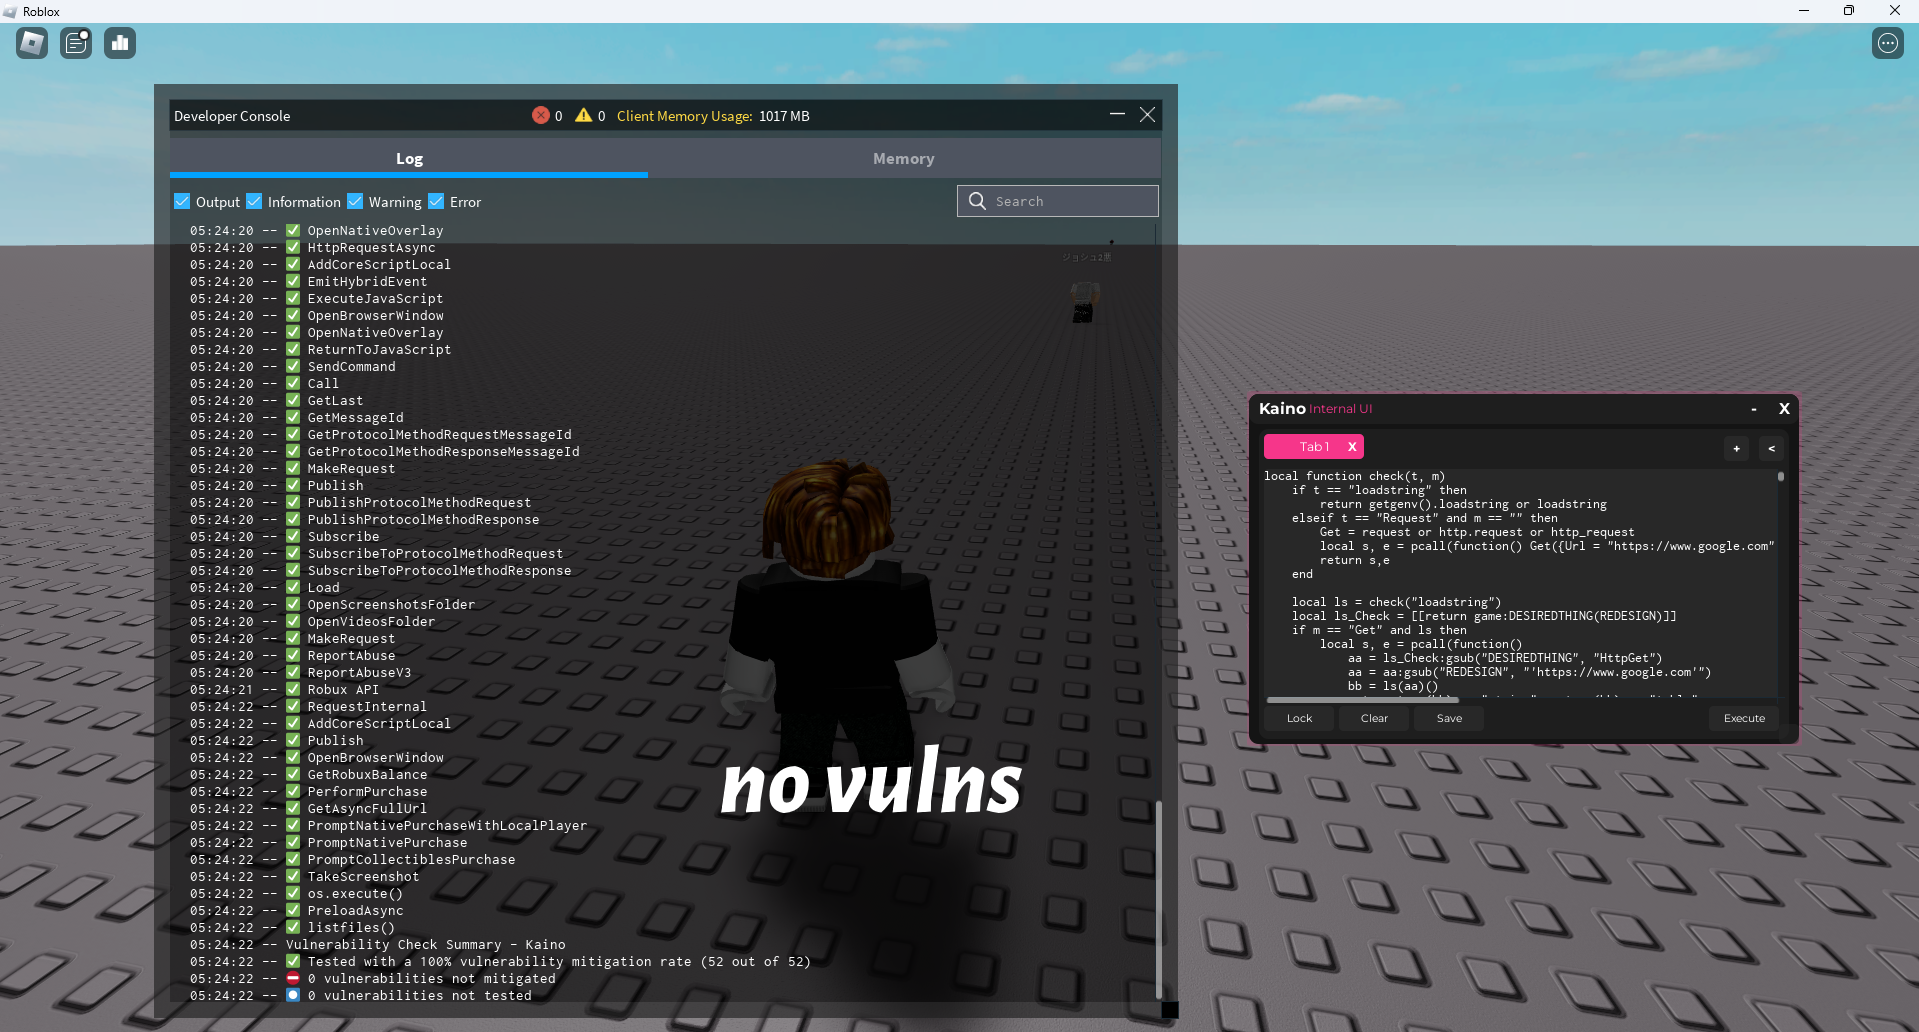 Roblox
Developer Console
0
0
Client Memory Usage: 1017 MB
Log
Memory
Output
Information
Warning
Error
Search
05:24:20 -- ✅ OpenNativeOverlay
05:24:20 -- ✅ HttpRequestAsync
05:24:20 -- ✅ AddCoreScriptLocal
05:24:20 -- ✅ EmitHybridEvent
05:24:20 -- ✅ ExecuteJavaScript
05:24:20 -- ✅ OpenBrowserWindow
05:24:20 -- ✅ OpenNativeOverlay
05:24:20 -- ✅ ReturnToJavaScript
05:24:20 -- ✅ SendCommand
05:24:20 -- ✅ Call
05:24:20 -- ✅ GetLast
05:24:20 -- ✅ GetMessageId
05:24:20 -- ✅ GetProtocolMethodRequestMessageId
05:24:20 -- ✅ GetProtocolMethodResponseMessageId
05:24:20 -- ✅ MakeRequest
05:24:20 -- ✅ Publish
05:24:20 -- ✅ PublishProtocolMethodRequest
05:24:20 -- ✅ PublishProtocolMethodResponse
05:24:20 -- ✅ Subscribe
05:24:20 -- ✅ SubscribeToProtocolMethodRequest
05:24:20 -- ✅ SubscribeToProtocolMethodResponse
05:24:20 -- ✅ Load
05:24:20 -- ✅ OpenScreenshotsFolder
05:24:20 -- ✅ OpenVideosFolder
05:24:20 -- ✅ MakeRequest
05:24:20 -- ✅ ReportAbuse
05:24:20 -- ✅ ReportAbuseV3
05:24:21 -- ✅ Robux API
05:24:22 -- ✅ RequestInternal
05:24:22 -- ✅ AddCoreScriptLocal
05:24:22 -- ✅ Publish
05:24:22 -- ✅ OpenBrowserWindow
05:24:22 -- ✅ GetRobuxBalance
05:24:22 -- ✅ PerformPurchase
05:24:22 -- ✅ GetAsyncFullUrl
05:24:22 -- ✅ PromptNativePurchaseWithLocalPlayer
05:24:22 -- ✅ PromptNativePurchase
05:24:22 -- ✅ PromptCollectiblesPurchase
05:24:22 -- ✅ TakeScreenshot
05:24:22 -- ✅ os.execute()
05:24:22 -- ✅ PreloadAsync
05:24:22 -- ✅ listfiles()
05:24:22 -- Vulnerability Check Summary - Kaino
05:24:22 -- ✅ Tested with a 100% vulnerability mitigation rate (52 out of 52)
05:24:22 -- ⛔ 0 vulnerabilities not mitigated
05:24:22 -- ⏺ 0 vulnerabilities not tested
no vulns
Kaino Internal UI
- X
Tab 1 X
+ <
local function check(t, m)
if t == "loadstring" then
return getgenv().loadstring or loadstring
elseif t == "Request" and m == "" then
Get = request or http.request or http_request
local s, e = pcall(function() Get({Url = "https://www.google.com"
return s,e
end
local ls = check("loadstring")
local ls_Check = [[return game:DESIREDTHING(REDESIGN)]]
if m == "Get" and ls then
local s, e = pcall(function()
aa = ls_Check:gsub("DESIREDTHING", "HttpGet")
aa = aa:gsub("REDESIGN", "'https://www.google.com'")
bb = ls(aa)()
Lock
Clear
Save
Execute